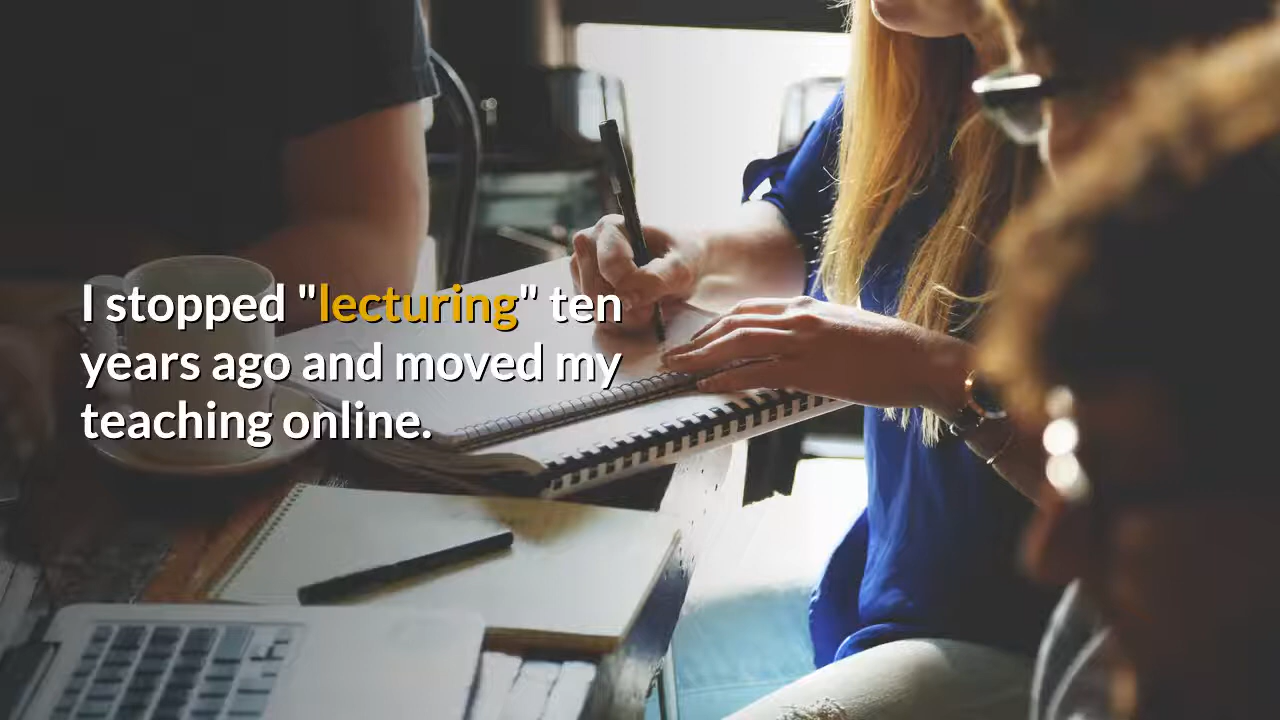 I stopped "lecturing" ten
years ago and moved my
teaching online.